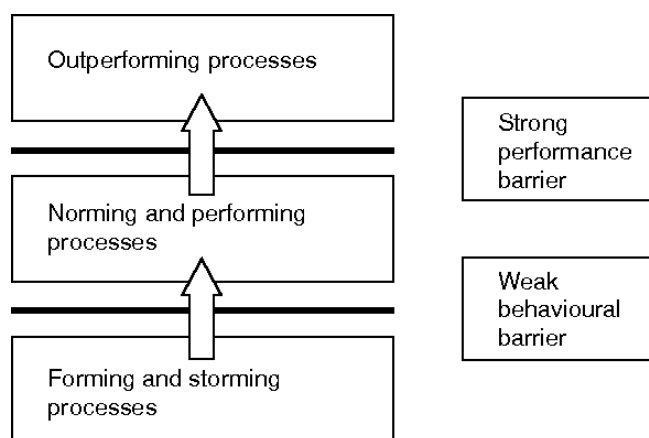 Outperforming processes
Strong
performance
barrier
Norming and performing
processes
Weak
behavioural
barrier
Forming and storming
processes